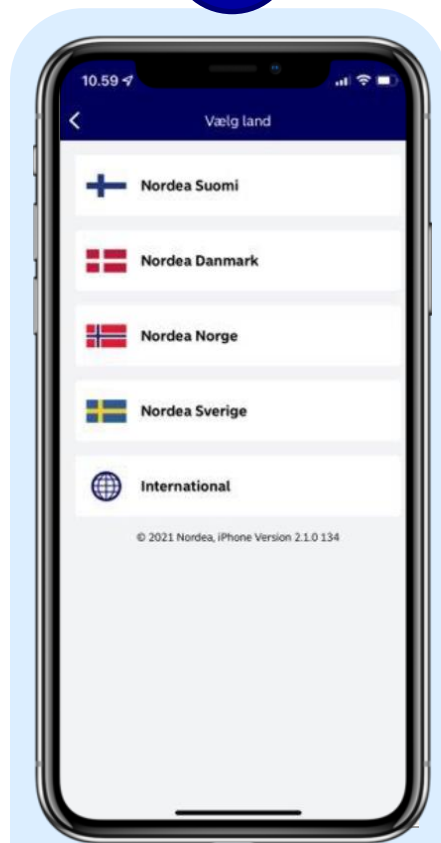 10.59
Vælg land
Nordea Suomi
Nordea Danmark
Nordea Norge
Nordea Sverige
International
© 2021 Nordea, iPhone Version 2.1.0 134